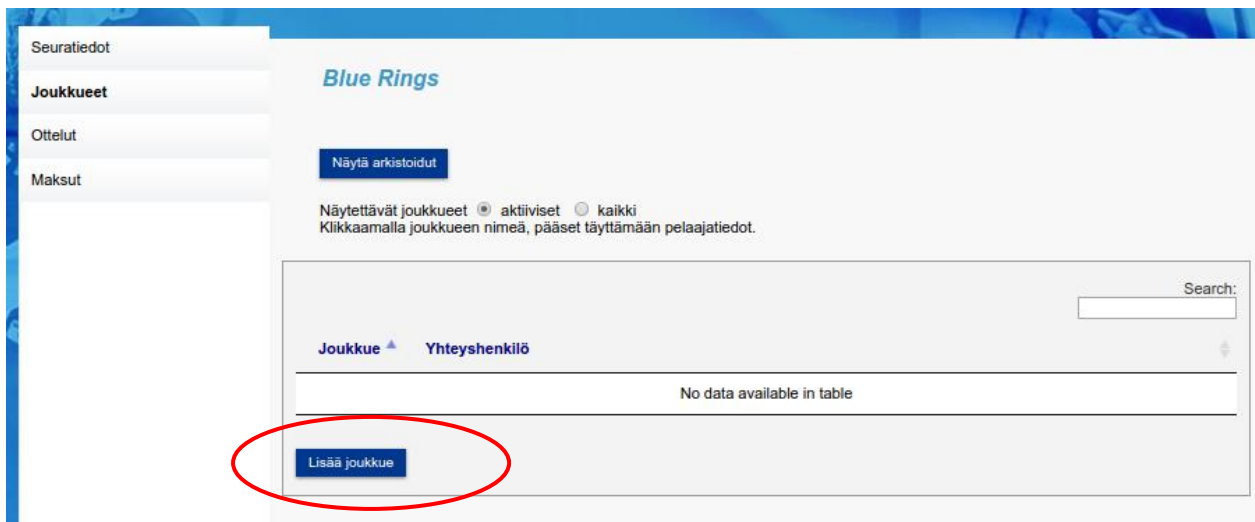 Seuratiedot
Joukkueet
Ottelut
Maksut
Blue Rings
Näytä arkistoidut
Näytettävät joukkueet aktiiviset kaikki
Klikkaamalla joukkueen nimeä, pääset täyttämään pelaajatiedot.
Search:
Joukkue Yhteyshenkilö
No data available in table
Lisää joukkue